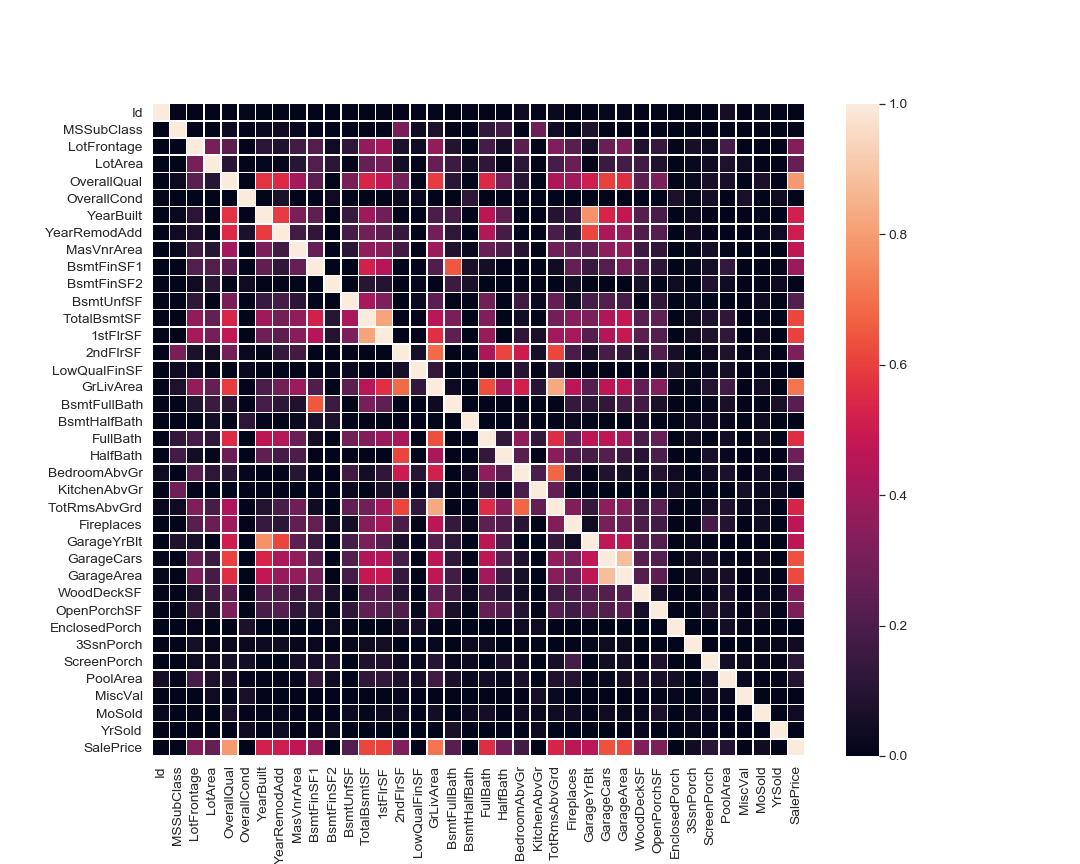 Id
MSSubClass
LotFrontage
LotArea
OverallQual
OverallCond
YearBuilt
YearRemodAdd
MasVnrArea
BsmtFinSF1
BsmtFinSF2
BsmtUnfSF
TotalBsmtSF
1stFlrSF
2ndFlrSF
LowQualFinSF
GrLivArea
BsmtFullBath
BsmtHalfBath
FullBath
HalfBath
BedroomAbvGr
KitchenAbvGr
TotRmsAbvGrd
Fireplaces
GarageYrBlt
GarageCars
GarageArea
WoodDeckSF
OpenPorchSF
EnclosedPorch
3SsnPorch
ScreenPorch
PoolArea
MiscVal
MoSold
YrSold
SalePrice
Id
MSSubClass
LotFrontage
LotArea
OverallQual
OverallCond
YearBuilt
YearRemodAdd
MasVnrArea
BsmtFinSF1
BsmtFinSF2
BsmtUnfSF
TotalBsmtSF
1stFlrSF
2ndFlrSF
LowQualFinSF
GrLivArea
BsmtFullBath
BsmtHalfBath
FullBath
HalfBath
BedroomAbvGr
KitchenAbvGr
TotRmsAbvGrd
Fireplaces
GarageYrBlt
GarageCars
GarageArea
WoodDeckSF
OpenPorchSF
EnclosedPorch
3SsnPorch
ScreenPorch
PoolArea
MiscVal
MoSold
YrSold
SalePrice
1.0
0.8
0.6
0.4
0.2
0.0